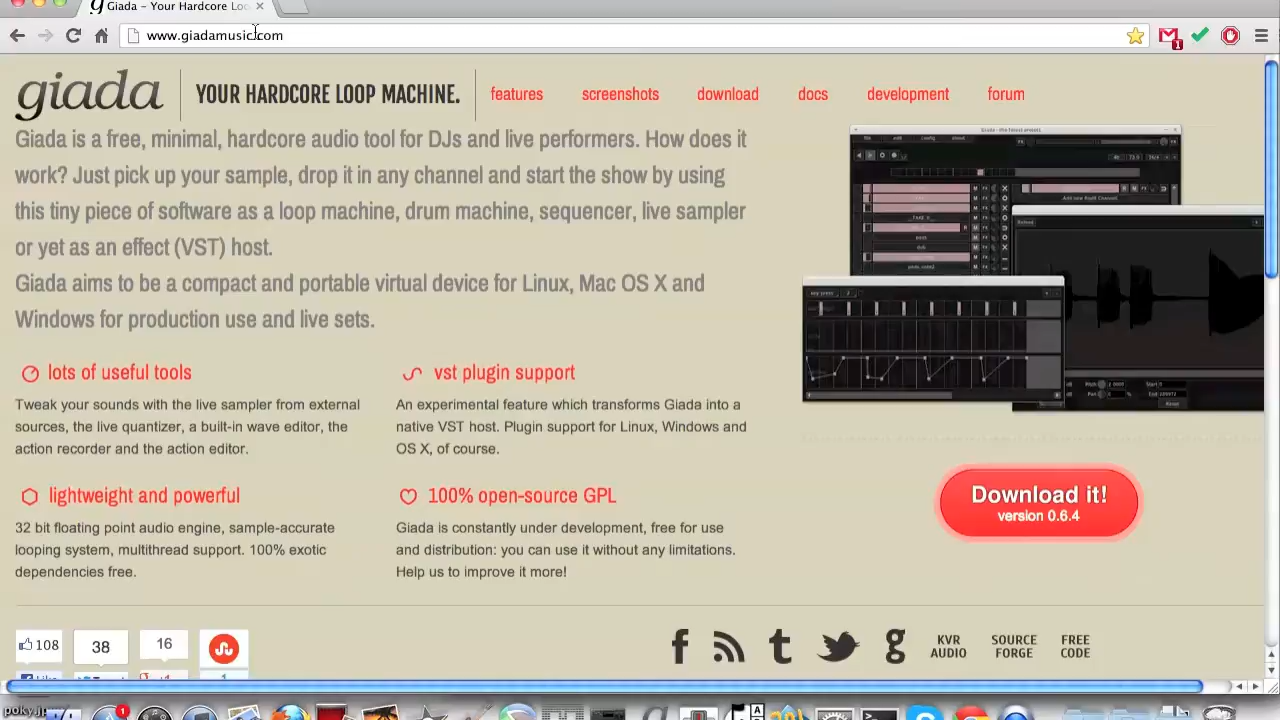 Giada – Your Hardcore Loo
www.giadamusic.com
1
giada
YOUR HARDCORE LOOP MACHINE.
features
screenshots
download
docs
development
forum
Giada is a free, minimal, hardcore audio tool for DJs and live performers. How does it
work? Just pick up your sample, drop it in any channel and start the show by using
this tiny piece of software as a loop machine, drum machine, sequencer, live sampler
or yet as an effect (VST) host.
Giada aims to be a compact and portable virtual device for Linux, Mac OS X and
Windows for production use and live sets.
lots of useful tools
Tweak your sounds with the live sampler from external
sources, the live quantizer, a built-in wave editor, the
action recorder and the action editor.
vst plugin support
An experimental feature which transforms Giada into a
native VST host. Plugin support for Linux, Windows and
OS X, of course.
lightweight and powerful
32 bit floating point audio engine, sample-accurate
looping system, multithread support. 100% exotic
dependencies free.
100% open-source GPL
Giada is constantly under development, free for use
and distribution: you can use it without any limitations.
Help us to improve it more!
Download it!
version 0.6.4
108
38
16
1
KVR
AUDIO
SOURCE
FORGE
FREE
CODE
poky.jp
1